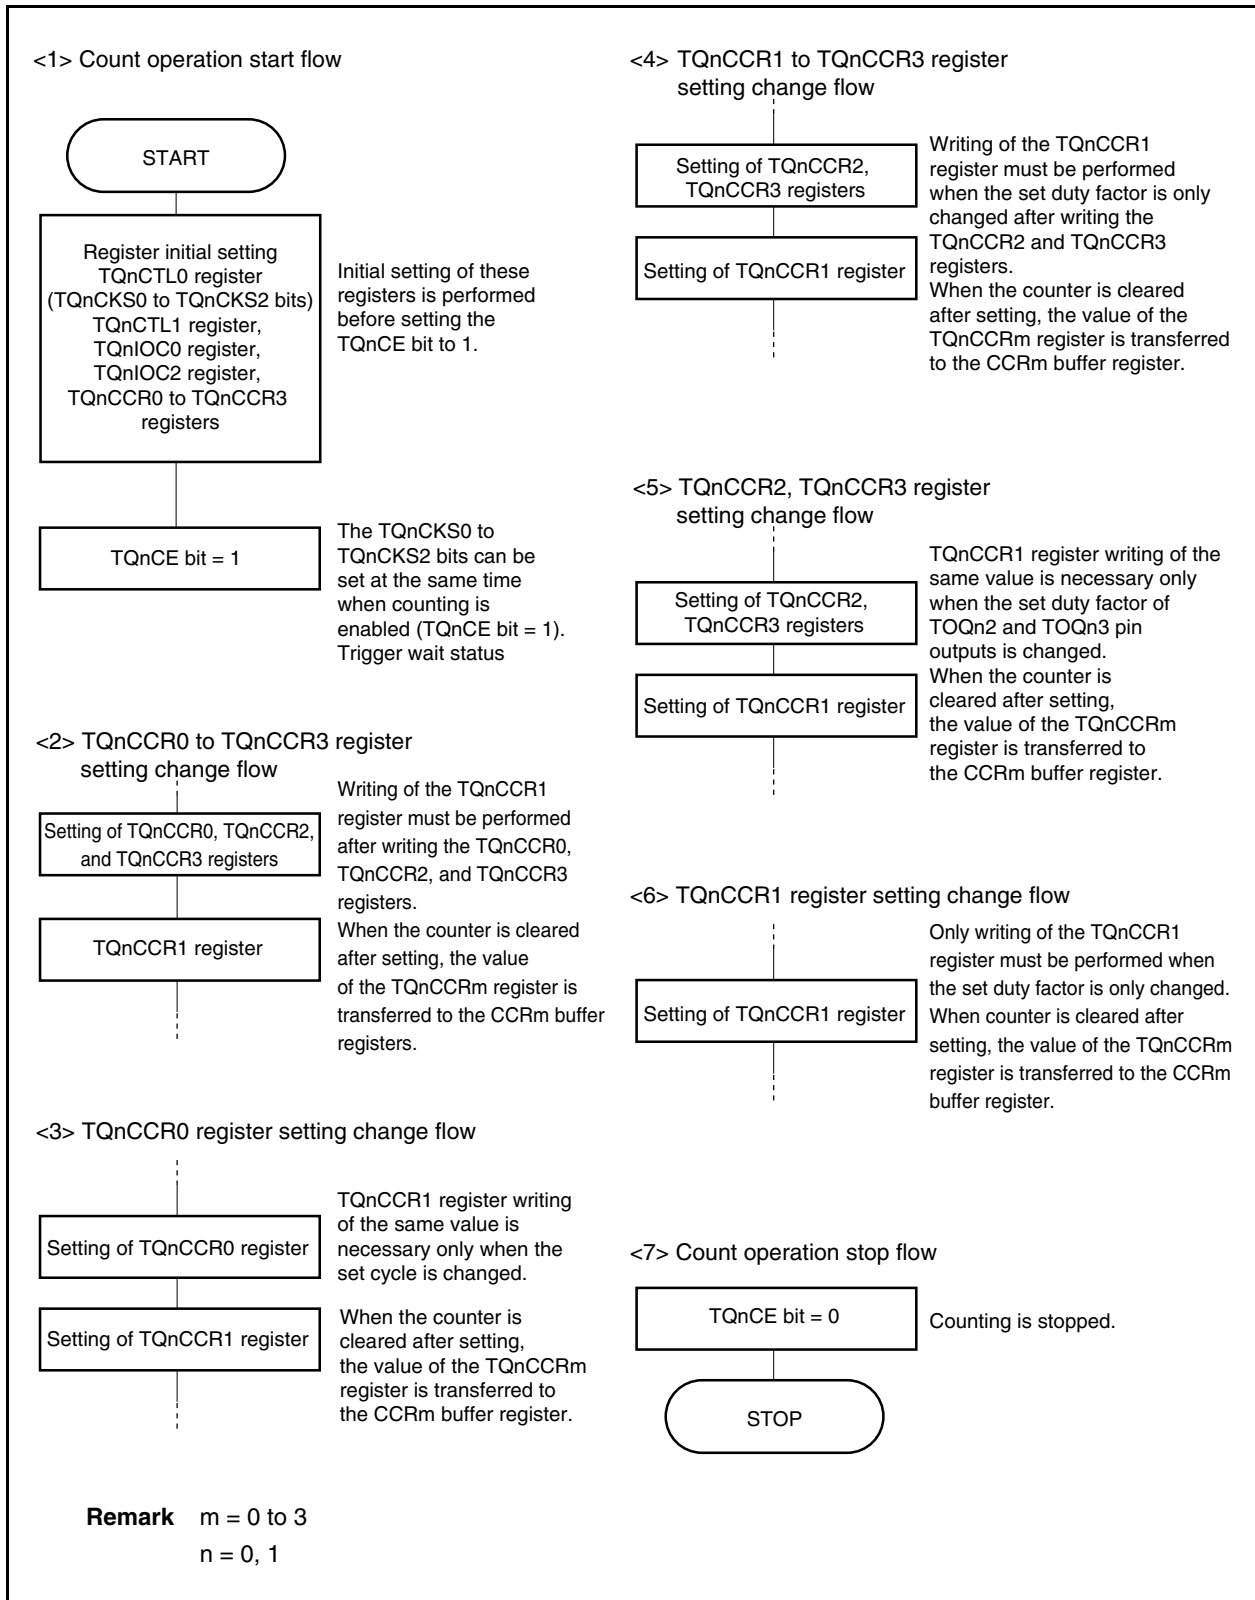 <1> Count operation start flow
START
Register initial setting
TQnCTL0 register
(TQnCKS0 to TQnCKS2 bits)
TQnCTL1 register,
TQnIOC0 register,
TQnIOC2 register,
TQnCCR0 to TQnCCR3
registers
Initial setting of these
registers is performed
before setting the
TQnCE bit to 1.
TQnCE bit = 1
The TQnCKS0 to
TQnCKS2 bits can be
set at the same time
when counting is
enabled (TQnCE bit = 1).
Trigger wait status
<2> TQnCCR0 to TQnCCR3 register
setting change flow
Setting of TQnCCR0, TQnCCR2,
and TQnCCR3 registers
TQnCCR1 register
Writing of the TQnCCR1
register must be performed
after writing the TQnCCR0,
TQnCCR2, and TQnCCR3
registers.
When the counter is cleared
after setting, the value
of the TQnCCRm register is
transferred to the CCRm buffer
registers.
<3> TQnCCR0 register setting change flow
Setting of TQnCCR0 register
TQnCCR1 register writing
of the same value is
necessary only when the
set cycle is changed.
Setting of TQnCCR1 register
When the counter is
cleared after setting,
the value of the TQnCCRm
register is transferred to
the CCRm buffer register.
<4> TQnCCR1 to TQnCCR3 register
setting change flow
Setting of TQnCCR2,
TQnCCR3 registers
Setting of TQnCCR1 register
Writing of the TQnCCR1
register must be performed
when the set duty factor is only
changed after writing the
TQnCCR2 and TQnCCR3
registers.
When the counter is cleared
after setting, the value of the
TQnCCRm register is transferred
to the CCRm buffer register.
<5> TQnCCR2, TQnCCR3 register
setting change flow
Setting of TQnCCR2,
TQnCCR3 registers
Setting of TQnCCR1 register
TQnCCR1 register writing of the
same value is necessary only
when the set duty factor of
TOQn2 and TOQn3 pin
outputs is changed.
When the counter is
cleared after setting,
the value of the TQnCCRm
register is transferred to
the CCRm buffer register.
<6> TQnCCR1 register setting change flow
Setting of TQnCCR1 register
Only writing of the TQnCCR1
register must be performed when
the set duty factor is only changed.
When counter is cleared after
setting, the value of the TQnCCRm
register is transferred to the CCRm
buffer register.
<7> Count operation stop flow
TQnCE bit = 0
Counting is stopped.
STOP
Remark m = 0 to 3
n = 0, 1